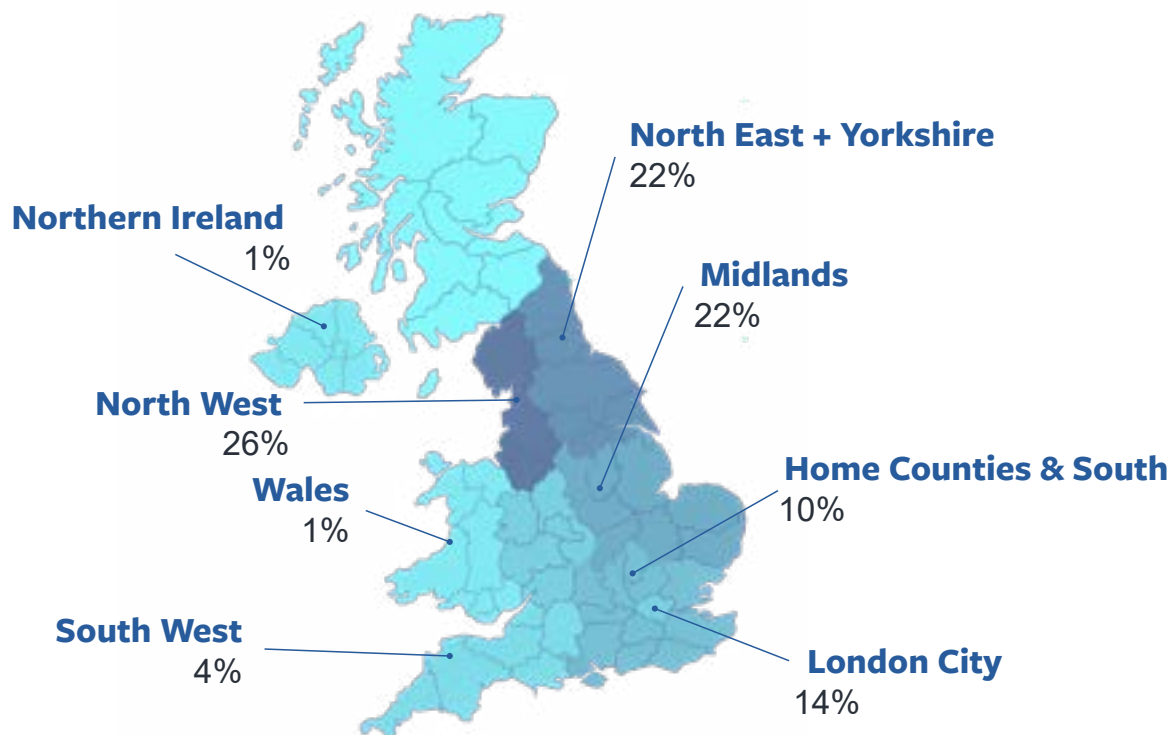 North East + Yorkshire
22%
Northern Ireland
1%
Midlands
22%
North West
26%
Home Counties & South
10%
Wales
1%
South West
4%
London City
14%